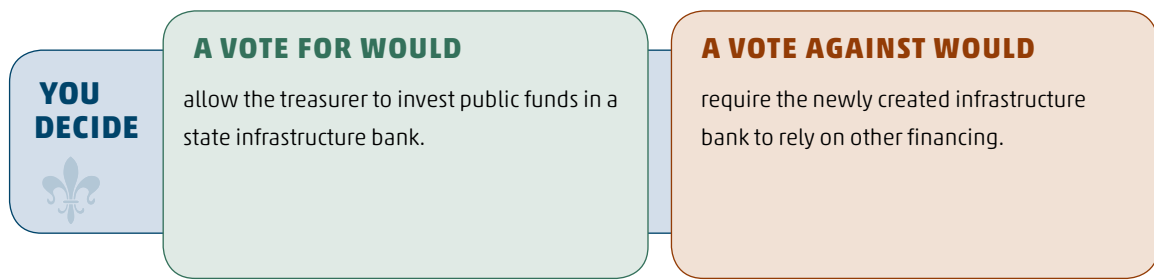 YOU
DECIDE
A VOTE FOR WOULD
allow the treasurer to invest public funds in a
state infrastructure bank.
A VOTE AGAINST WOULD
require the newly created infrastructure
bank to rely on other financing.